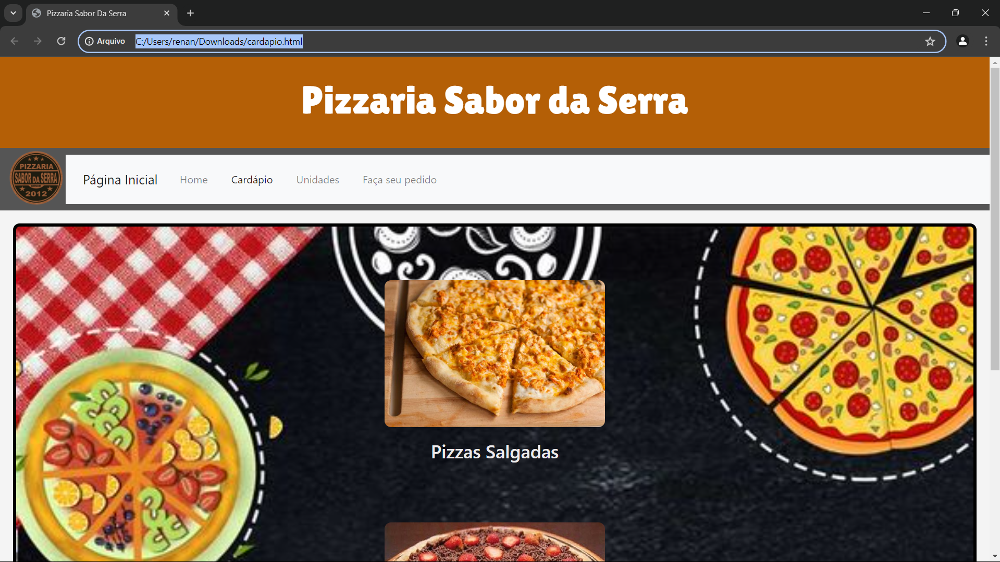 Pizzaria Sabor Da Serra
Arquivo C:/Users/renan/Downloads/cardapio.html
Pizzaria Sabor da Serra
PIZZARIA
SABOR DA SERRA
DESDE
2012
Página Inicial Home Cardápio Unidades Faça seu pedido
Pizzas Salgadas